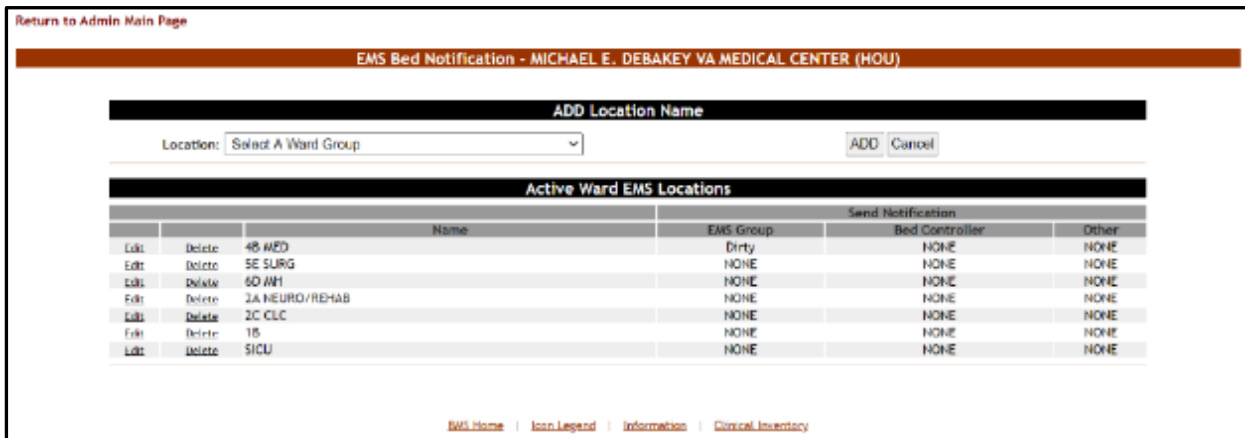 Return to Admin Main Page
EMS Bed Notification - MICHAEL E. DEBAKEY VA MEDICAL CENTER (HOU)
ADD Location Name
Location: Select A Ward Group ADD Cancel
Active Ward EMS Locations
Send Notification
Name EMS Group Bed Controller Other
Edit Delete 4B MED Dirty NONE NONE
Edit Delete 5E SURG NONE NONE NONE
Edit Delete 6D MH NONE NONE NONE
Edit Delete 2A NEURO/REHAB NONE NONE NONE
Edit Delete 2C CLC NONE NONE NONE
Edit Delete 1B NONE NONE NONE
Edit Delete SICU NONE NONE NONE
EMS Home | Icon Legend | Information | Clinical Inventory